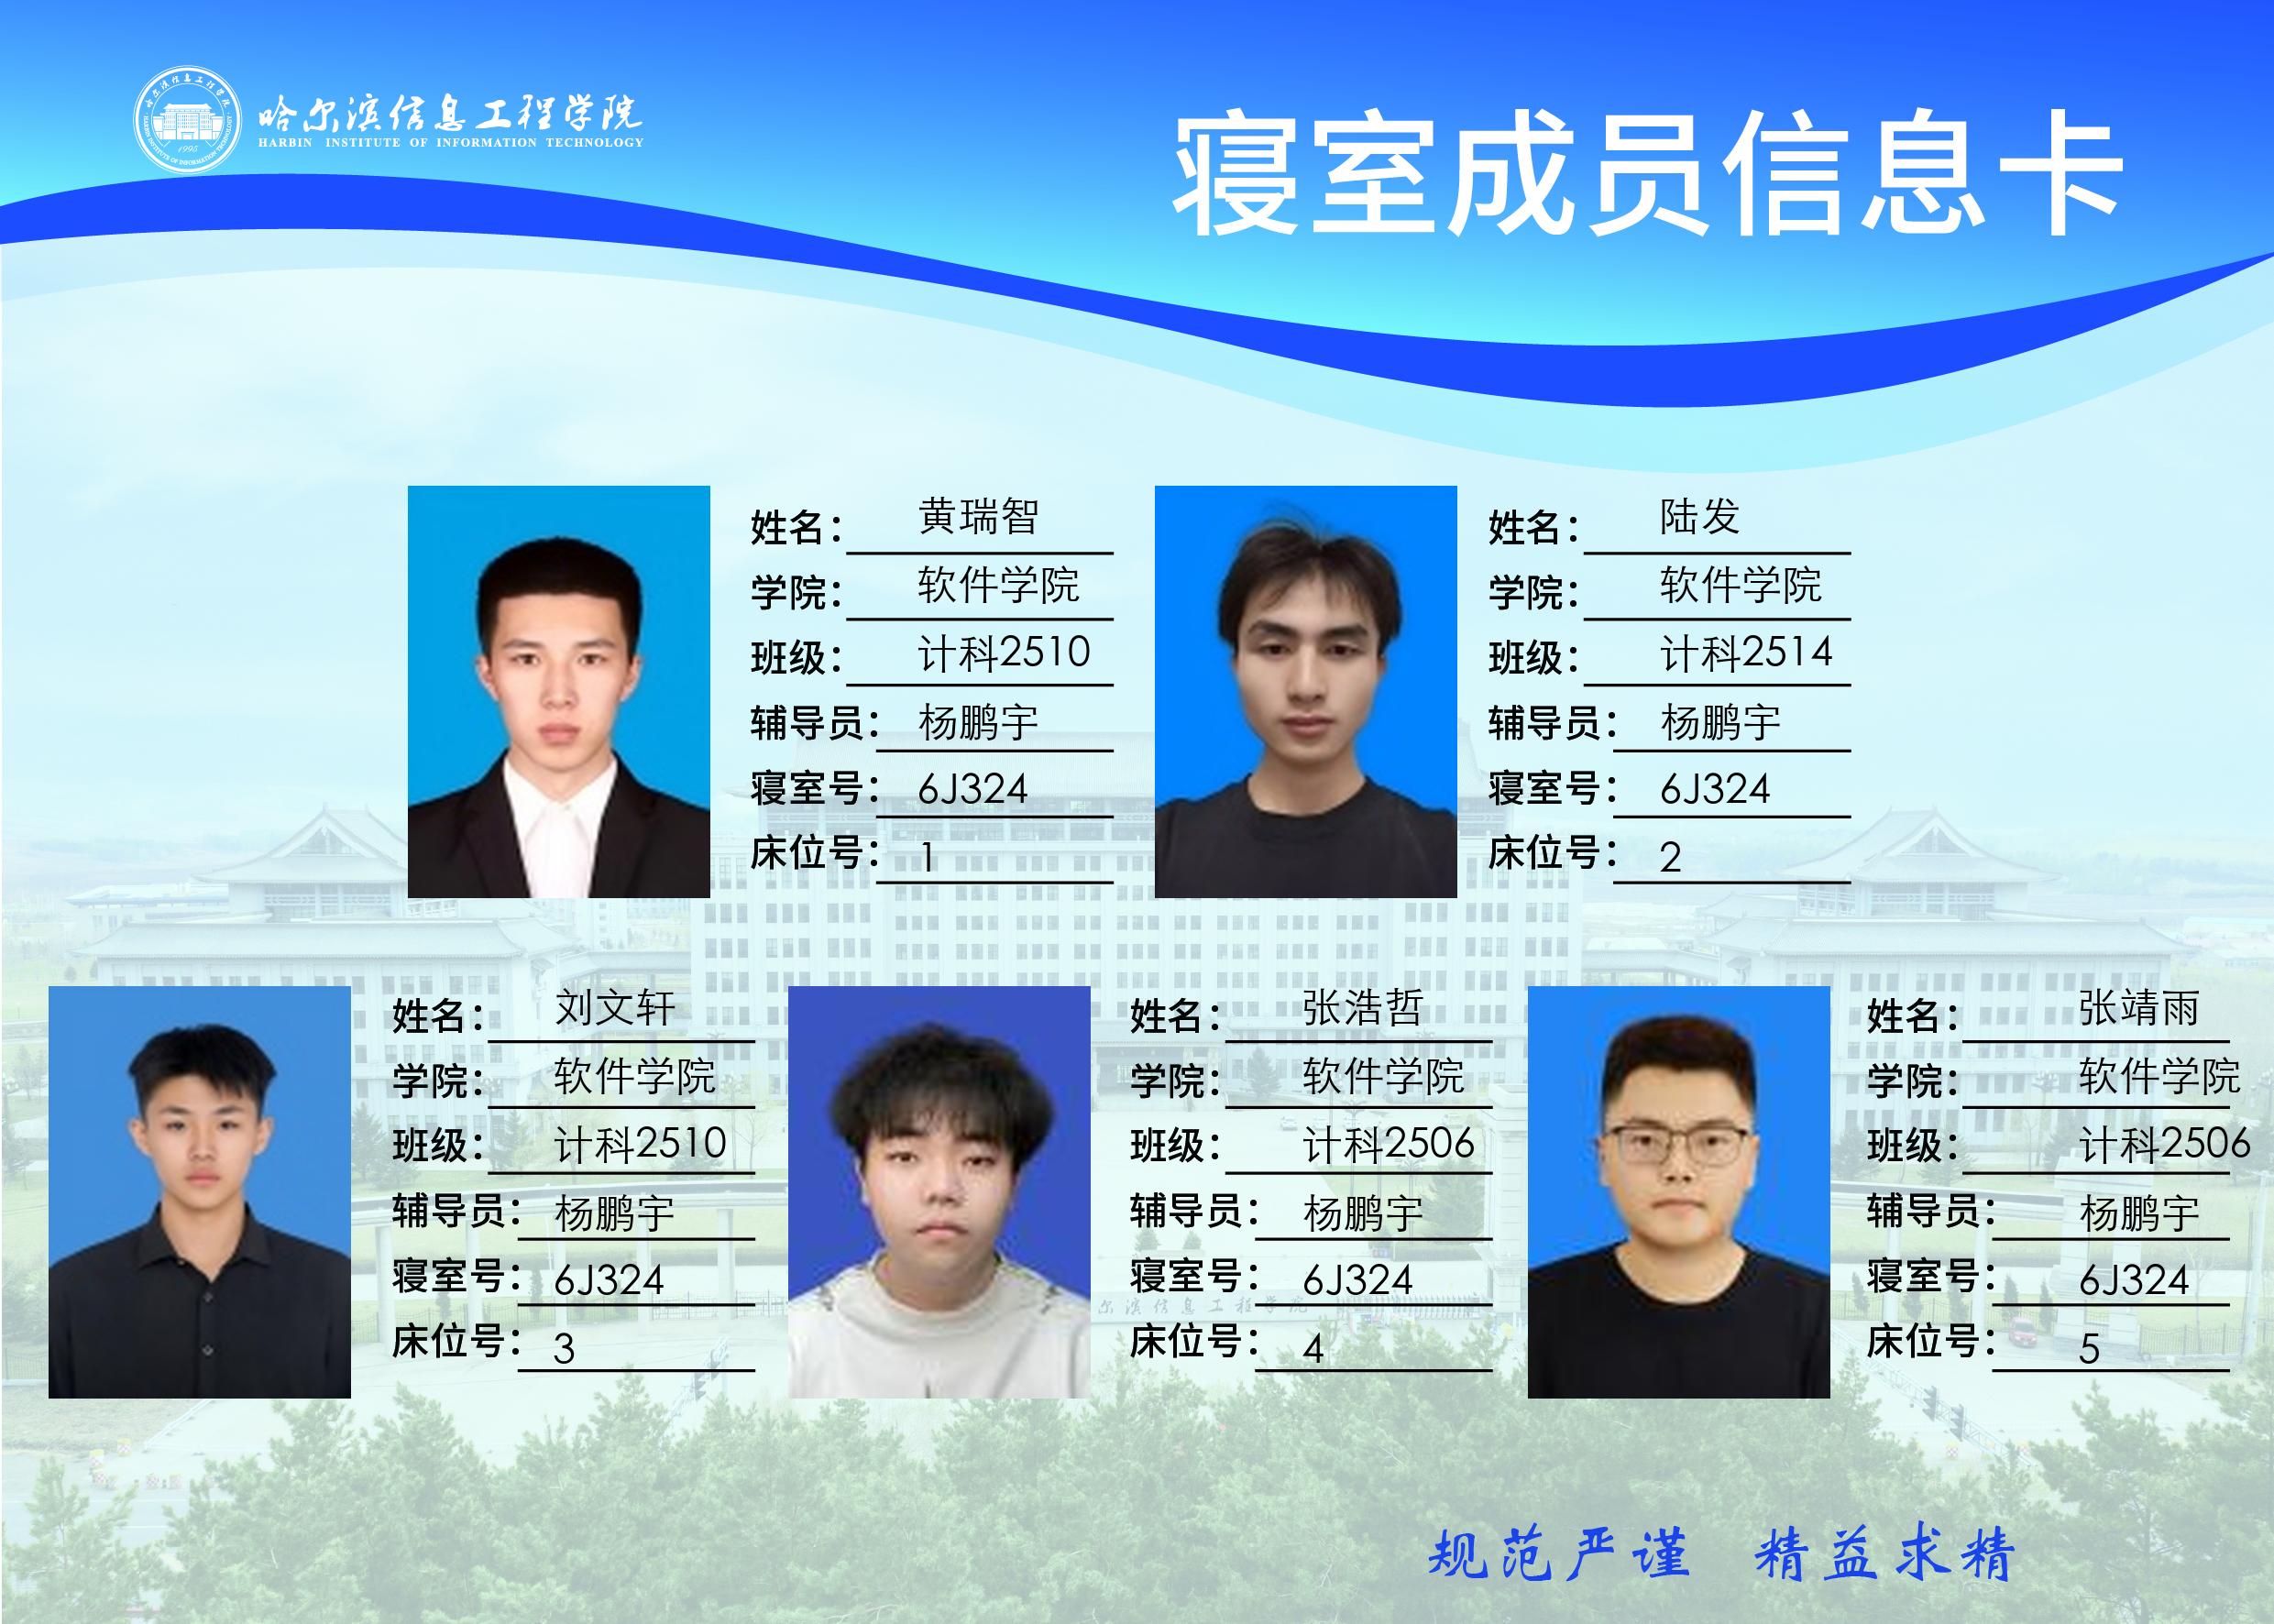 哈尔滨信息工程学院
HARBIN INSTITUTE OF INFORMATION TECHNOLOGY
1995
寝室成员信息卡
姓名： 黄瑞智
学院： 软件学院
班级： 计科2510
辅导员： 杨鹏宇
寝室号： 6J324
床位号： 1
姓名： 陆发
学院： 软件学院
班级： 计科2514
辅导员： 杨鹏宇
寝室号： 6J324
床位号： 2
姓名： 刘文轩
学院： 软件学院
班级： 计科2510
辅导员： 杨鹏宇
寝室号： 6J324
床位号： 3
姓名： 张浩哲
学院： 软件学院
班级： 计科2506
辅导员： 杨鹏宇
寝室号： 6J324
床位号： 4
姓名： 张靖雨
学院： 软件学院
班级： 计科2506
辅导员： 杨鹏宇
寝室号： 6J324
床位号： 5
尔滨信息工程学院
规范严谨 精益求精